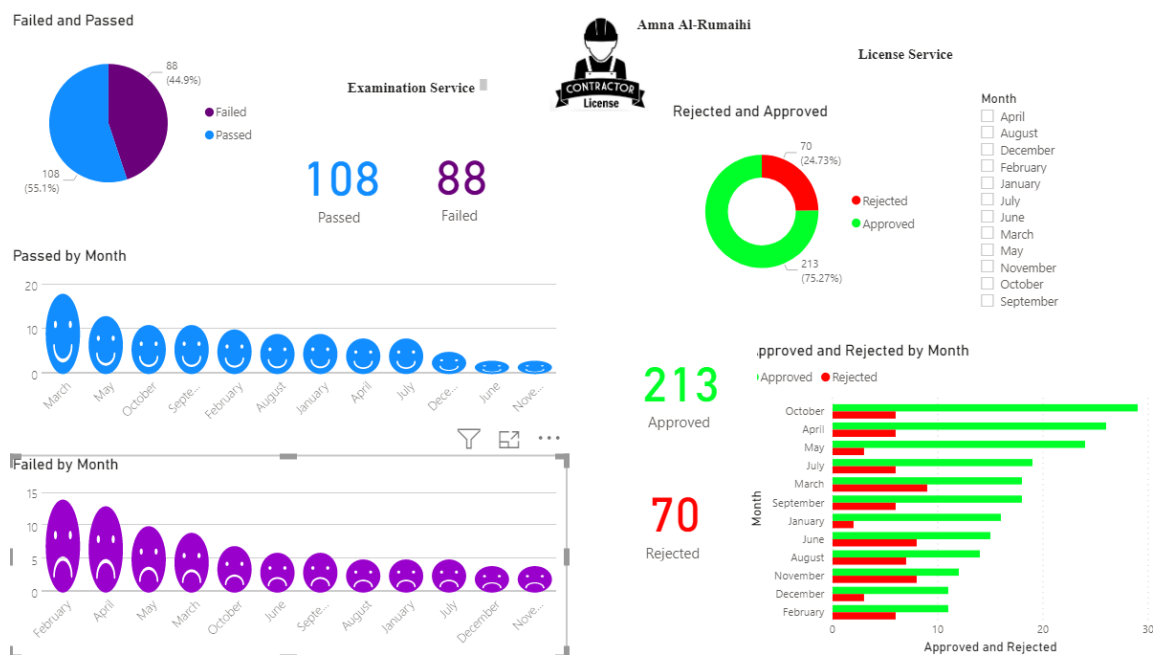 Failed and Passed
88
(44.9%)
108
(55.1%)
Failed
Passed
Examination Service
108
Passed
88
Failed
CONTRACTOR
License
Amna Al-Rumaihi
License Service
Rejected and Approved
70
(24.73%)
213
(75.27%)
Rejected
Approved
Month
April
August
December
February
January
July
June
March
May
November
October
September
Passed by Month
20
10
0
March
May
October
Septe...
February
August
January
April
July
Dece...
June
Nove...
Failed by Month
15
10
5
0
February
April
May
March
October
June
Septe...
August
January
July
December
Nove...
213
Approved
70
Rejected
pproved and Rejected by Month
Approved Rejected
Month
October
April
May
July
March
September
January
June
August
November
December
February
0 10 20 30
Approved and Rejected